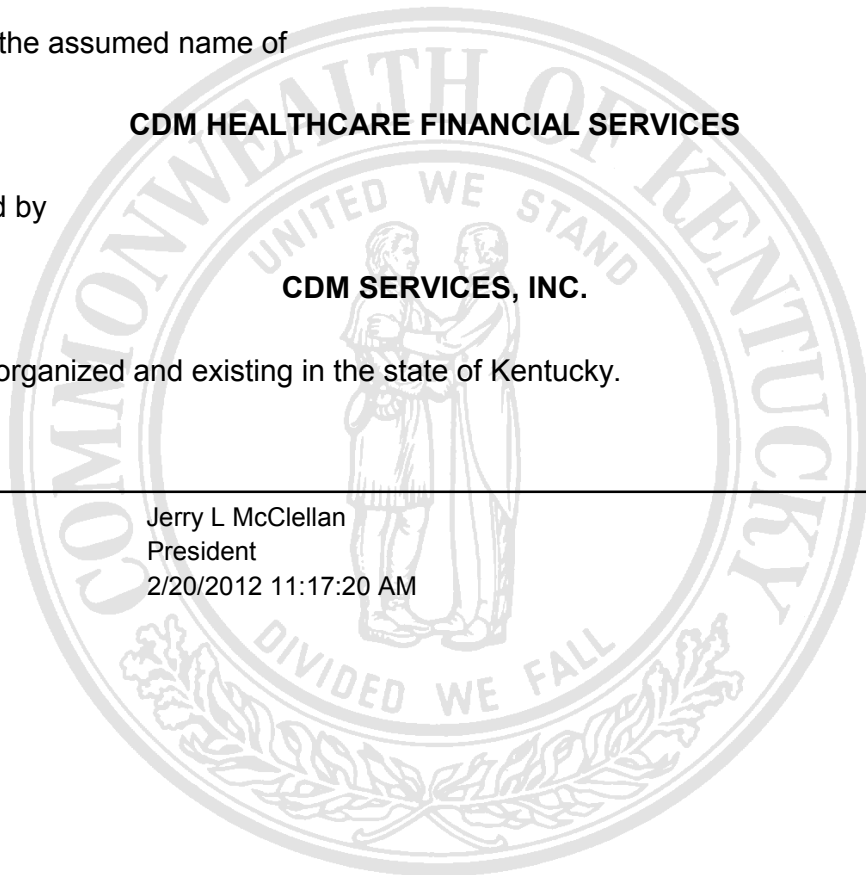 the assumed name of
CDM HEALTHCARE FINANCIAL SERVICES
d by
CDM SERVICES, INC.
organized and existing in the state of Kentucky.
Jerry L McClellan
President
2/20/2012 11:17:20 AM
COMMONWEALTH OF KENTUCKY
UNITED WE STAND
DIVIDED WE FALL